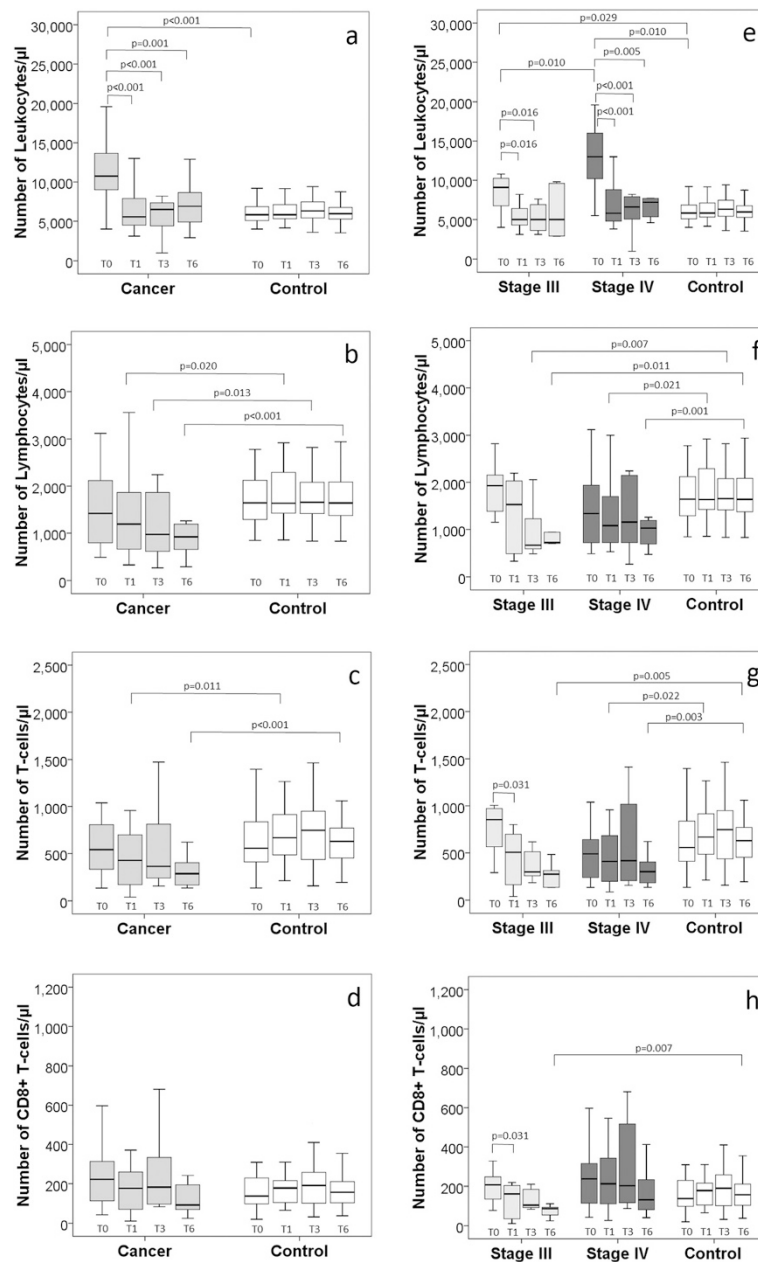 a
Number of Leukocytes/µl
30,000
25,000
20,000
15,000
10,000
5,000
0
p<0.001
p=0.001
p<0.001
p<0.001
T0 T1 T3 T6 T0 T1 T3 T6
Cancer Control
e
Number of Leukocytes/µl
30,000
25,000
20,000
15,000
10,000
5,000
0
p=0.029
p=0.010
p=0.005
p=0.010
p<0.001
p=0.016
p<0.001
p=0.016
T0 T1 T3 T6 T0 T1 T3 T6 T0 T1 T3 T6
Stage III Stage IV Control
b
Number of Lymphocytes/µl
5,000
4,000
3,000
2,000
1,000
0
p=0.020
p=0.013
p<0.001
T0 T1 T3 T6 T0 T1 T3 T6
Cancer Control
f
Number of Lymphocytes/µl
5,000
4,000
3,000
2,000
1,000
0
p=0.007
p=0.011
p=0.021
p=0.001
T0 T1 T3 T6 T0 T1 T3 T6 T0 T1 T3 T6
Stage III Stage IV Control
c
Number of T-cells/µl
2,500
2,000
1,500
1,000
500
0
p=0.011
p<0.001
T0 T1 T3 T6 T0 T1 T3 T6
Cancer Control
g
Number of T-cells/µl
2,500
2,000
1,500
1,000
500
0
p=0.005
p=0.022
p=0.003
p=0.031
T0 T1 T3 T6 T0 T1 T3 T6 T0 T1 T3 T6
Stage III Stage IV Control
d
Number of CD8+ T-cells/µl
1,200
1,000
800
600
400
200
0
T0 T1 T3 T6 T0 T1 T3 T6
Cancer Control
h
Number of CD8+ T-cells/µl
1,200
1,000
800
600
400
200
0
p=0.007
p=0.031
T0 T1 T3 T6 T0 T1 T3 T6 T0 T1 T3 T6
Stage III Stage IV Control